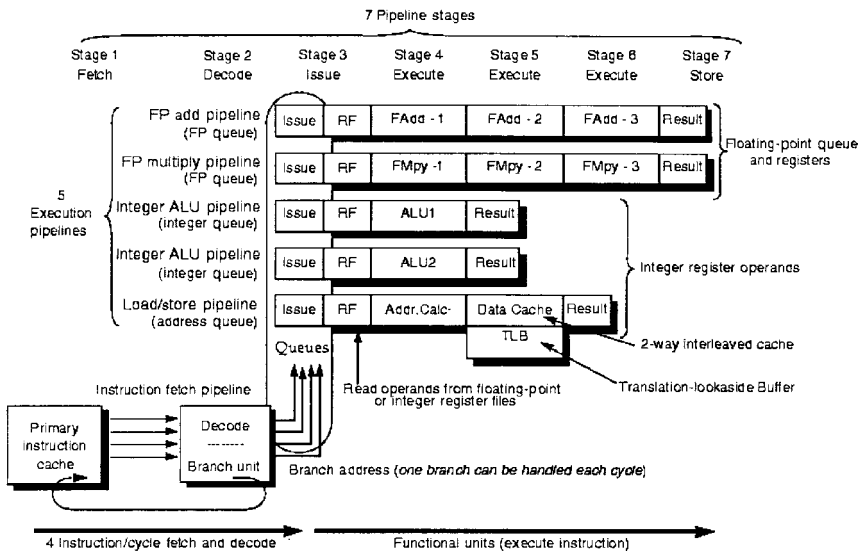 7 Pipeline stages
Stage 1 Stage 2 Stage 3 Stage 4 Stage 5 Stage 6 Stage 7
Fetch Decode Issue Execute Execute Execute Store
FP add pipeline
(FP queue)
Issue RF FAdd - 1 FAdd - 2 FAdd - 3 Result
FP multiply pipeline
(FP queue)
Issue RF FMpy -1 FMpy - 2 FMpy - 3 Result
Floating-point queue
and registers
5
Execution
pipelines
Integer ALU pipeline
(integer queue)
Issue RF ALU1 Result
Integer ALU pipeline
(integer queue)
Issue RF ALU2 Result
Integer register operands
Load/store pipeline
(address queue)
Issue RF Addr.Calc- Data Cache Result
TLB
2-way interleaved cache
Translation-lookaside Buffer
Queues
Read operands from floating-point
or integer register files
Instruction fetch pipeline
Primary
instruction
cache
Decode
--------
Branch unit
Branch address (one branch can be handled each cycle)
4 Instruction/cycle fetch and decode
Functional units (execute instruction)